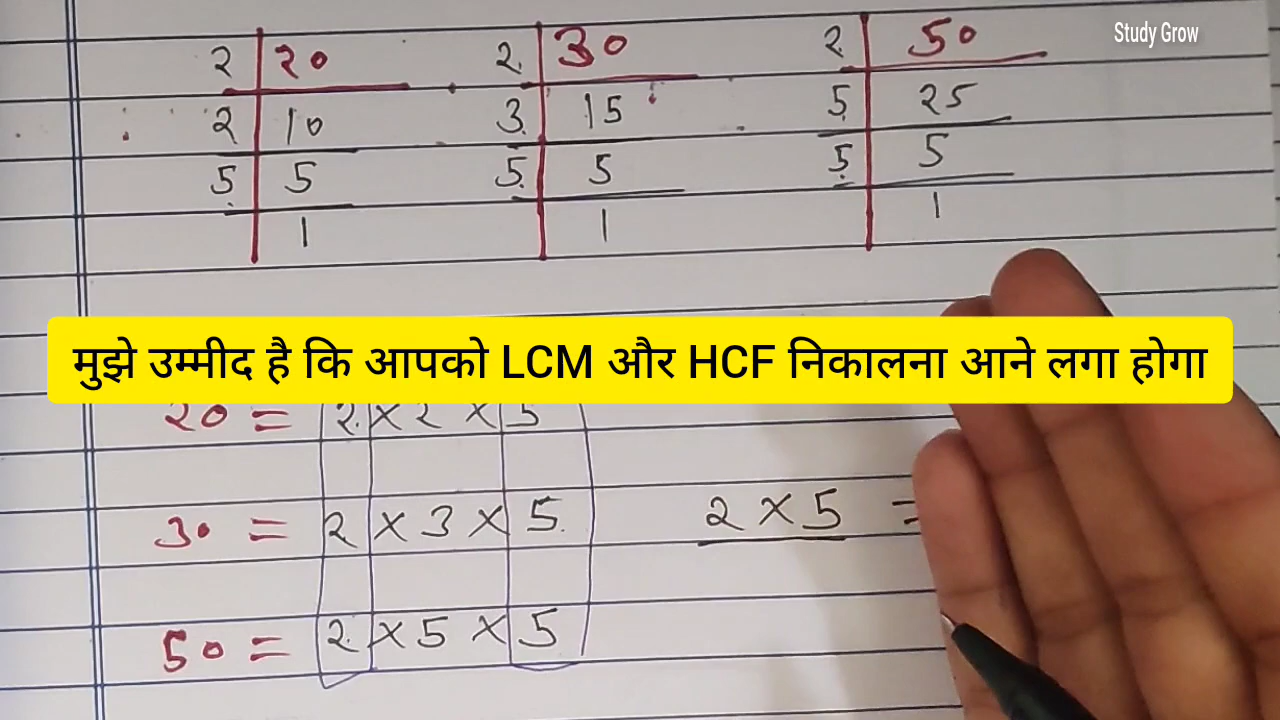 Study Grow
2 20 2 30 2 50
2 10 3 15 5 25
5 5 5 5 5 5
1 1 1
मुझे उम्मीद है कि आपको LCM और HCF निकालना आने लगा होगा
20 = 2 × 2 × 5
30 = 2 × 3 × 5 2 × 5 =
50 = 2 × 5 × 5